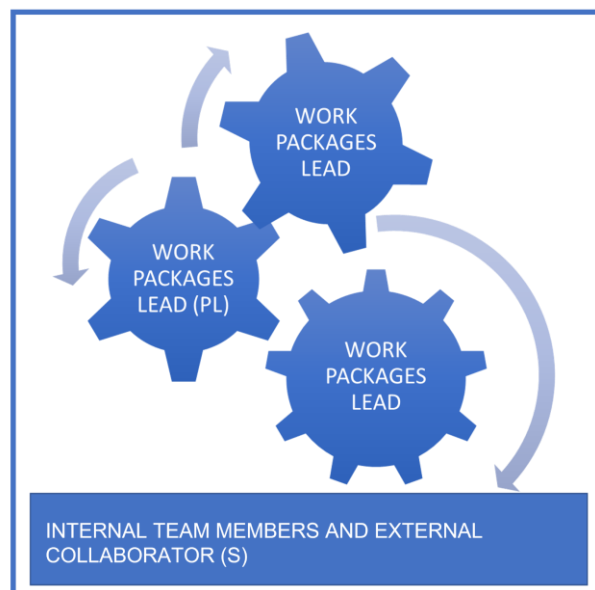 WORK
PACKAGES
LEAD
WORK
PACKAGES
LEAD (PL)
WORK
PACKAGES
LEAD
INTERNAL TEAM MEMBERS AND EXTERNAL
COLLABORATOR (S)